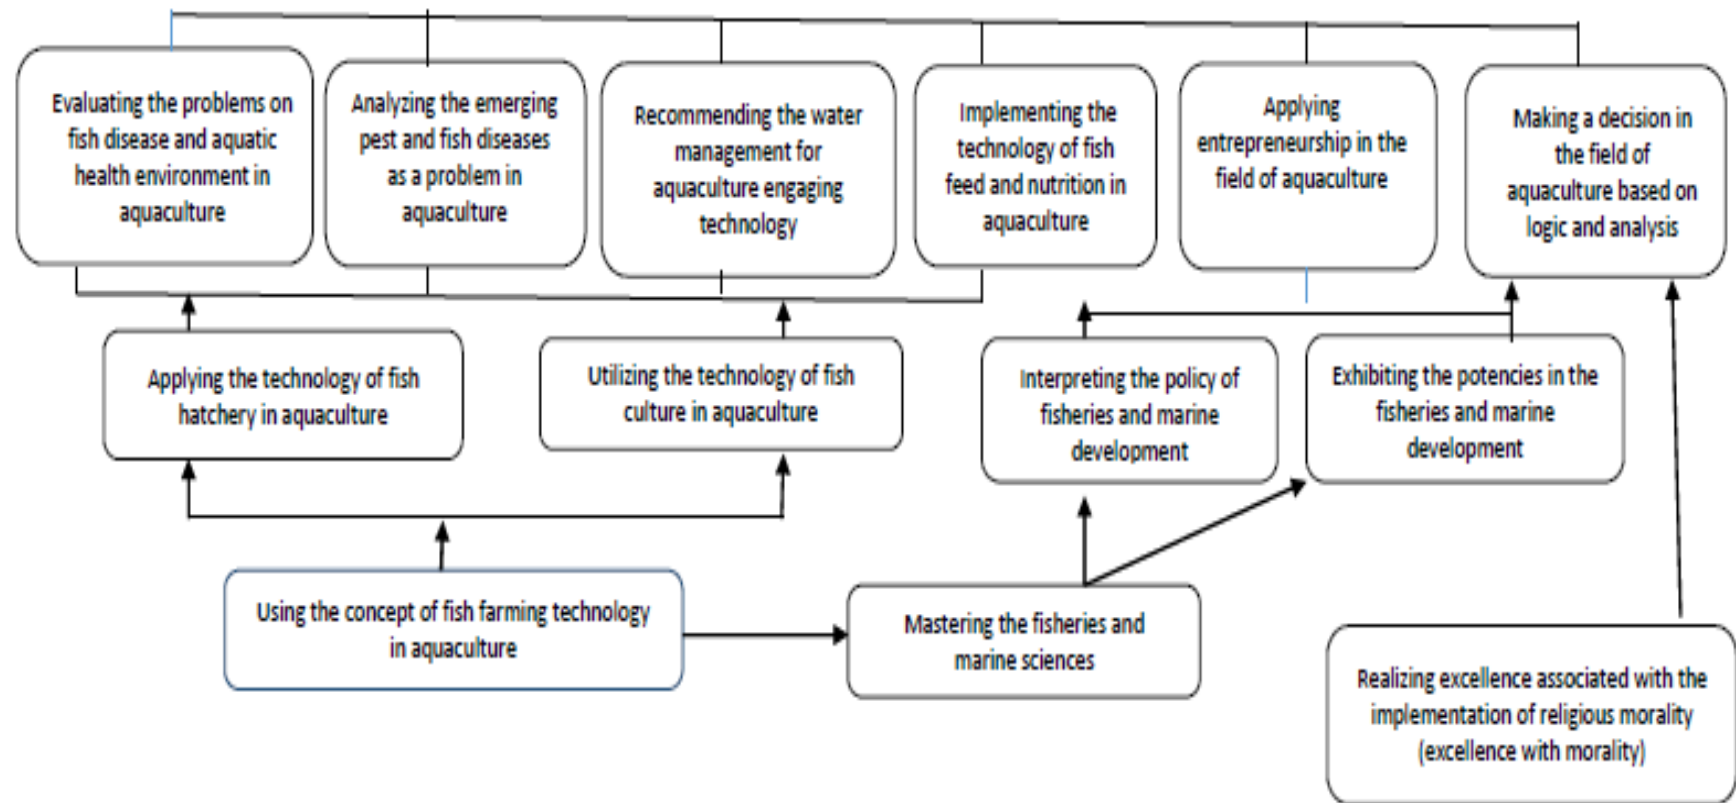 Evaluating the problems on
fish disease and aquatic
health environment in
aquaculture
Analyzing the emerging
pest and fish diseases
as a problem in
aquaculture
Recommending the water
management for
aquaculture engaging
technology
Implementing the
technology of fish
feed and nutrition in
aquaculture
Applying
entrepreneurship in the
field of aquaculture
Making a decision in
the field of
aquaculture based on
logic and analysis
Applying the technology of fish
hatchery in aquaculture
Utilizing the technology of fish
culture in aquaculture
Interpreting the policy of
fisheries and marine
development
Exhibiting the potencies in the
fisheries and marine
development
Using the concept of fish farming technology
in aquaculture
Mastering the fisheries and
marine sciences
Realizing excellence associated with the
implementation of religious morality
(excellence with morality)